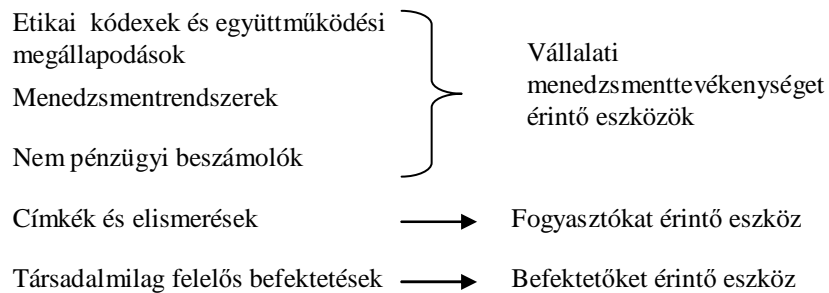 Etikai kódexek és együttműködési
megállapodások
Menedzsmentrendszerek
Nem pénzügyi beszámolók
Vállalati
menedzsmenttevékenységet
érintő eszközök
Címkék és elismerések
Fogyasztókat érintő eszköz
Társadalmilag felelős befektetések
Befektetőket érintő eszköz